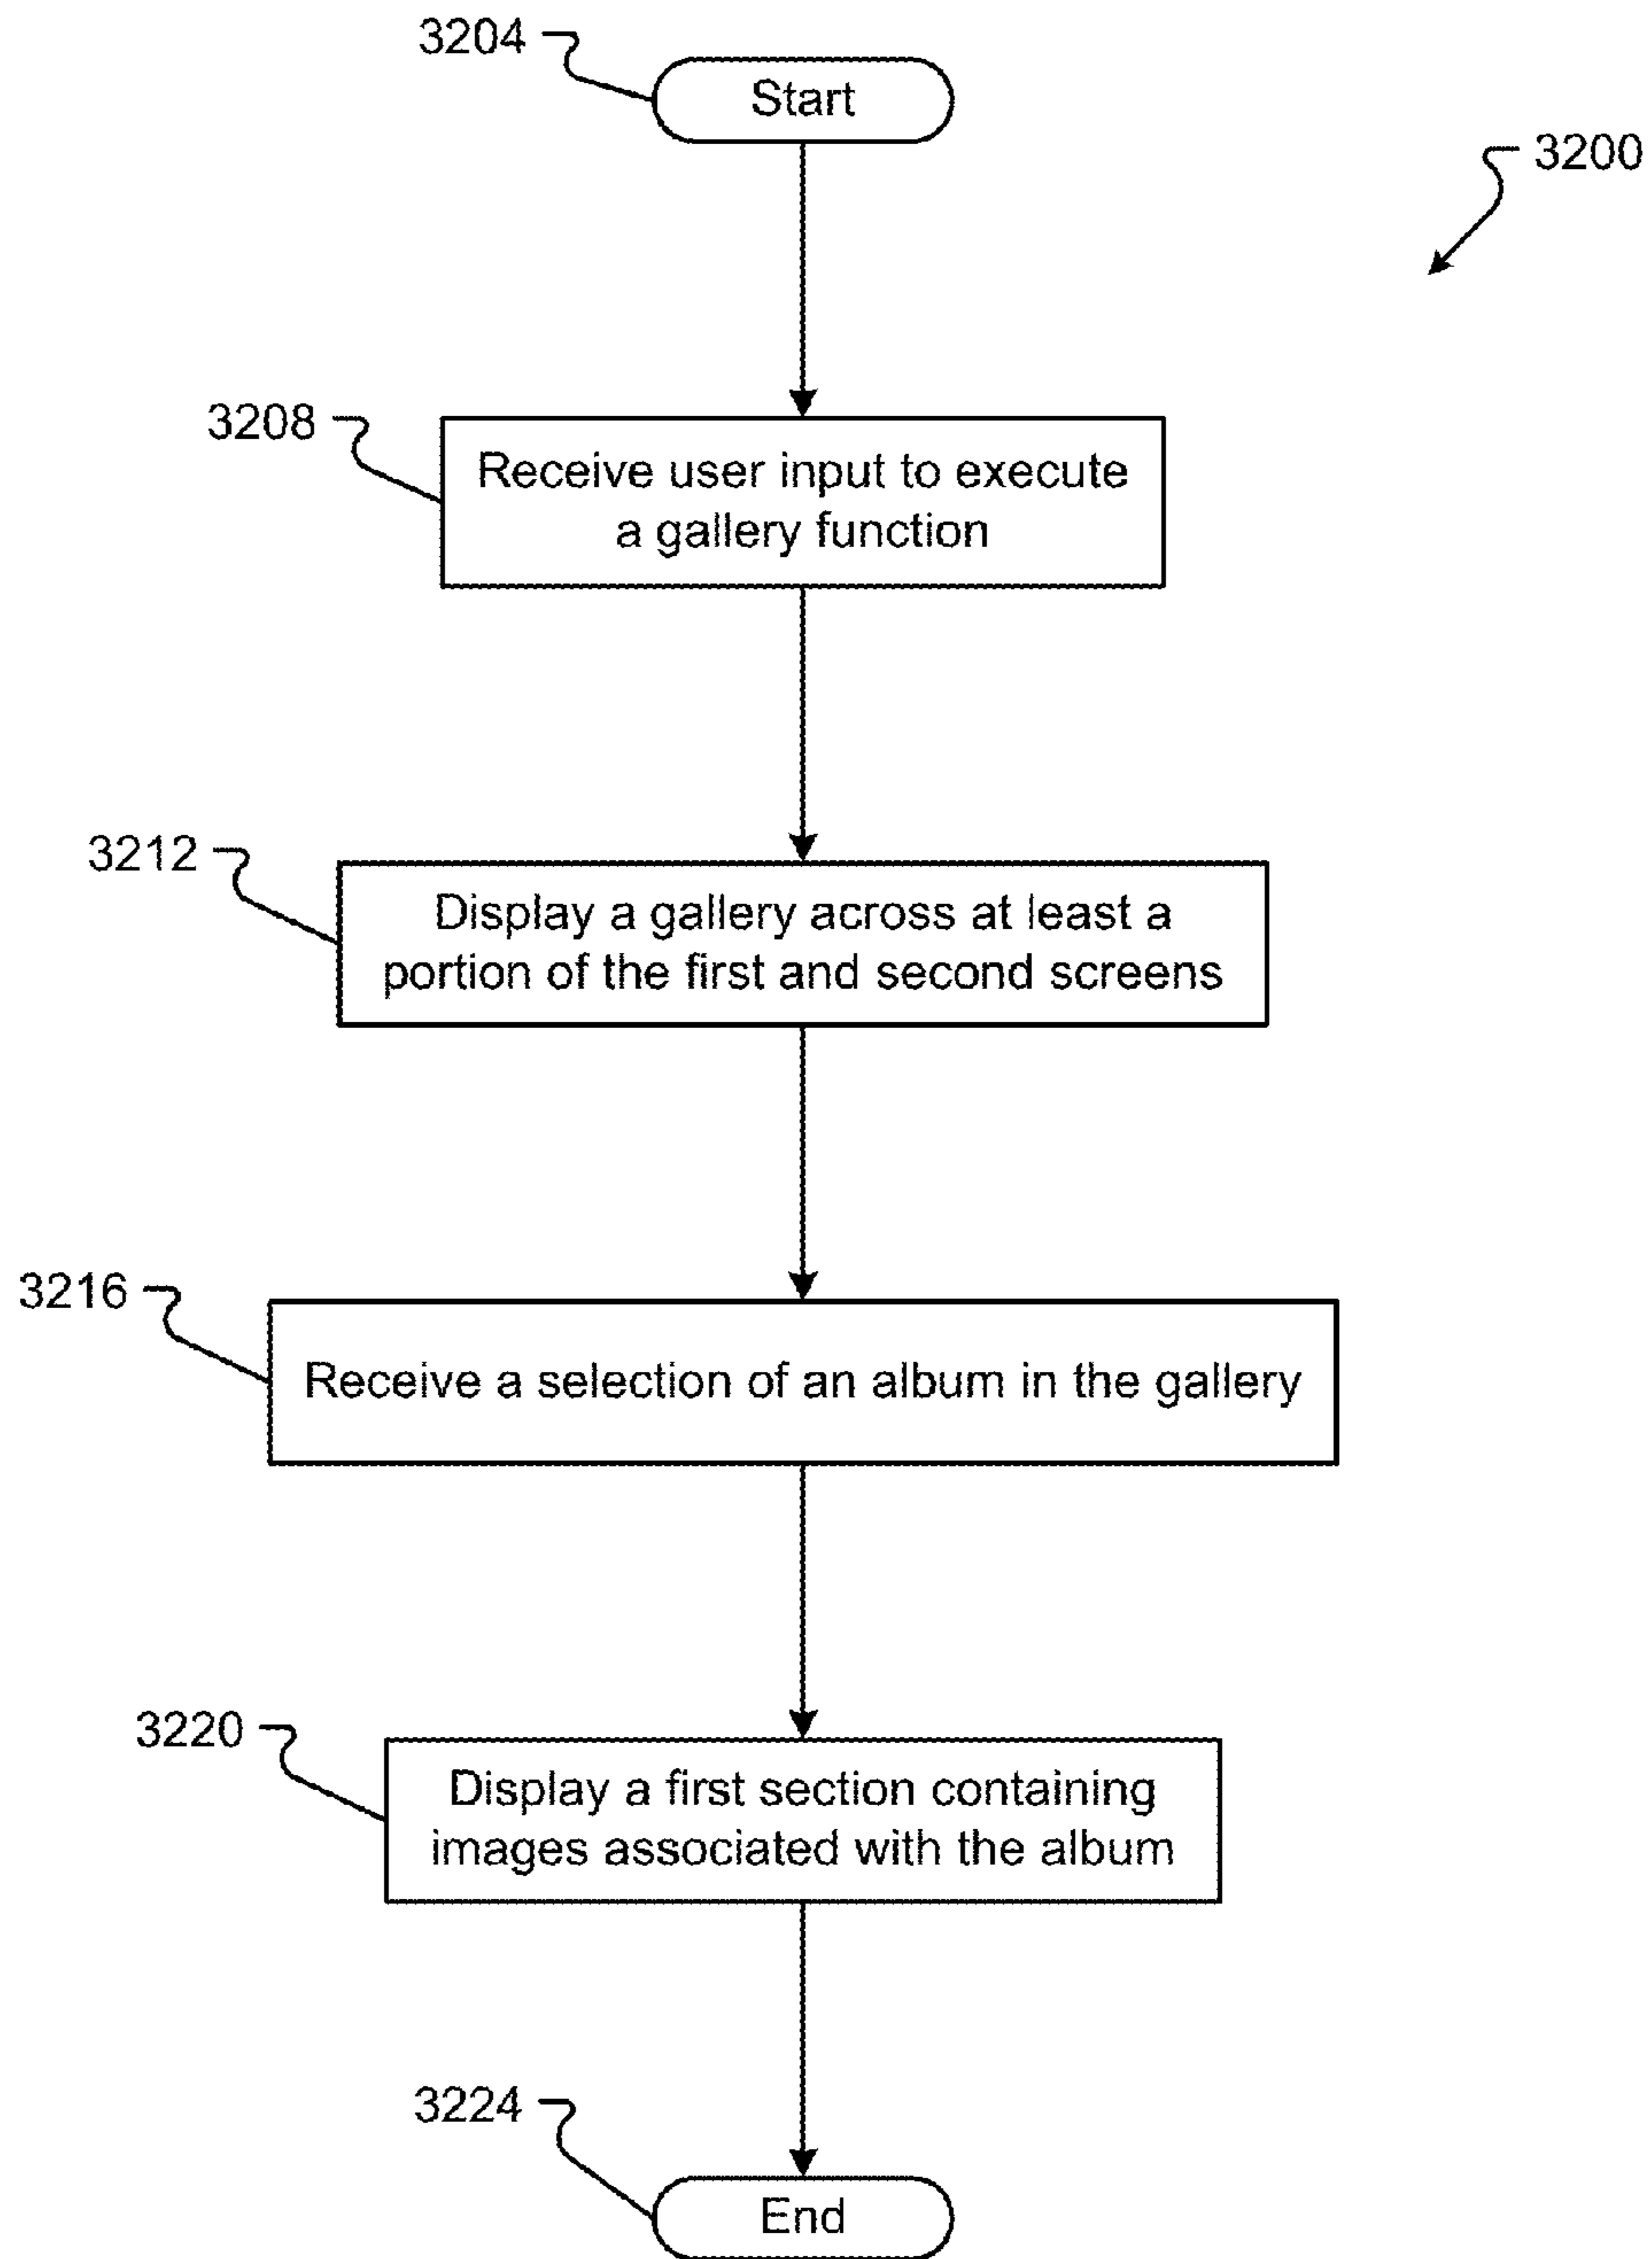 3204
Start
3200
3208
Receive user input to execute
a gallery function
3212
Display a gallery across at least a
portion of the first and second screens
3216
Receive a selection of an album in the gallery
3220
Display a first section containing
images associated with the album
3224
End